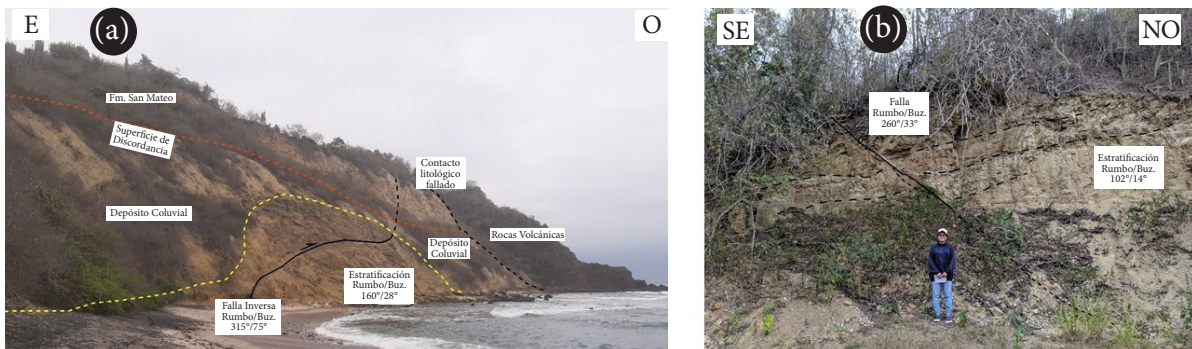 E
(a)
O
Fm. San Mateo
Superficie de
Discordancia
Contacto
litológico
fallado
Depósito Coluvial
Rocas Volcánicas
Depósito
Coluvial
Estratificación
Rumbo/Buz.
160°/28°
Falla Inversa
Rumbo/Buz.
315°/75°
SE
(b)
NO
Falla
Rumbo/Buz.
260°/33°
Estratificación
Rumbo/Buz.
102°/14°